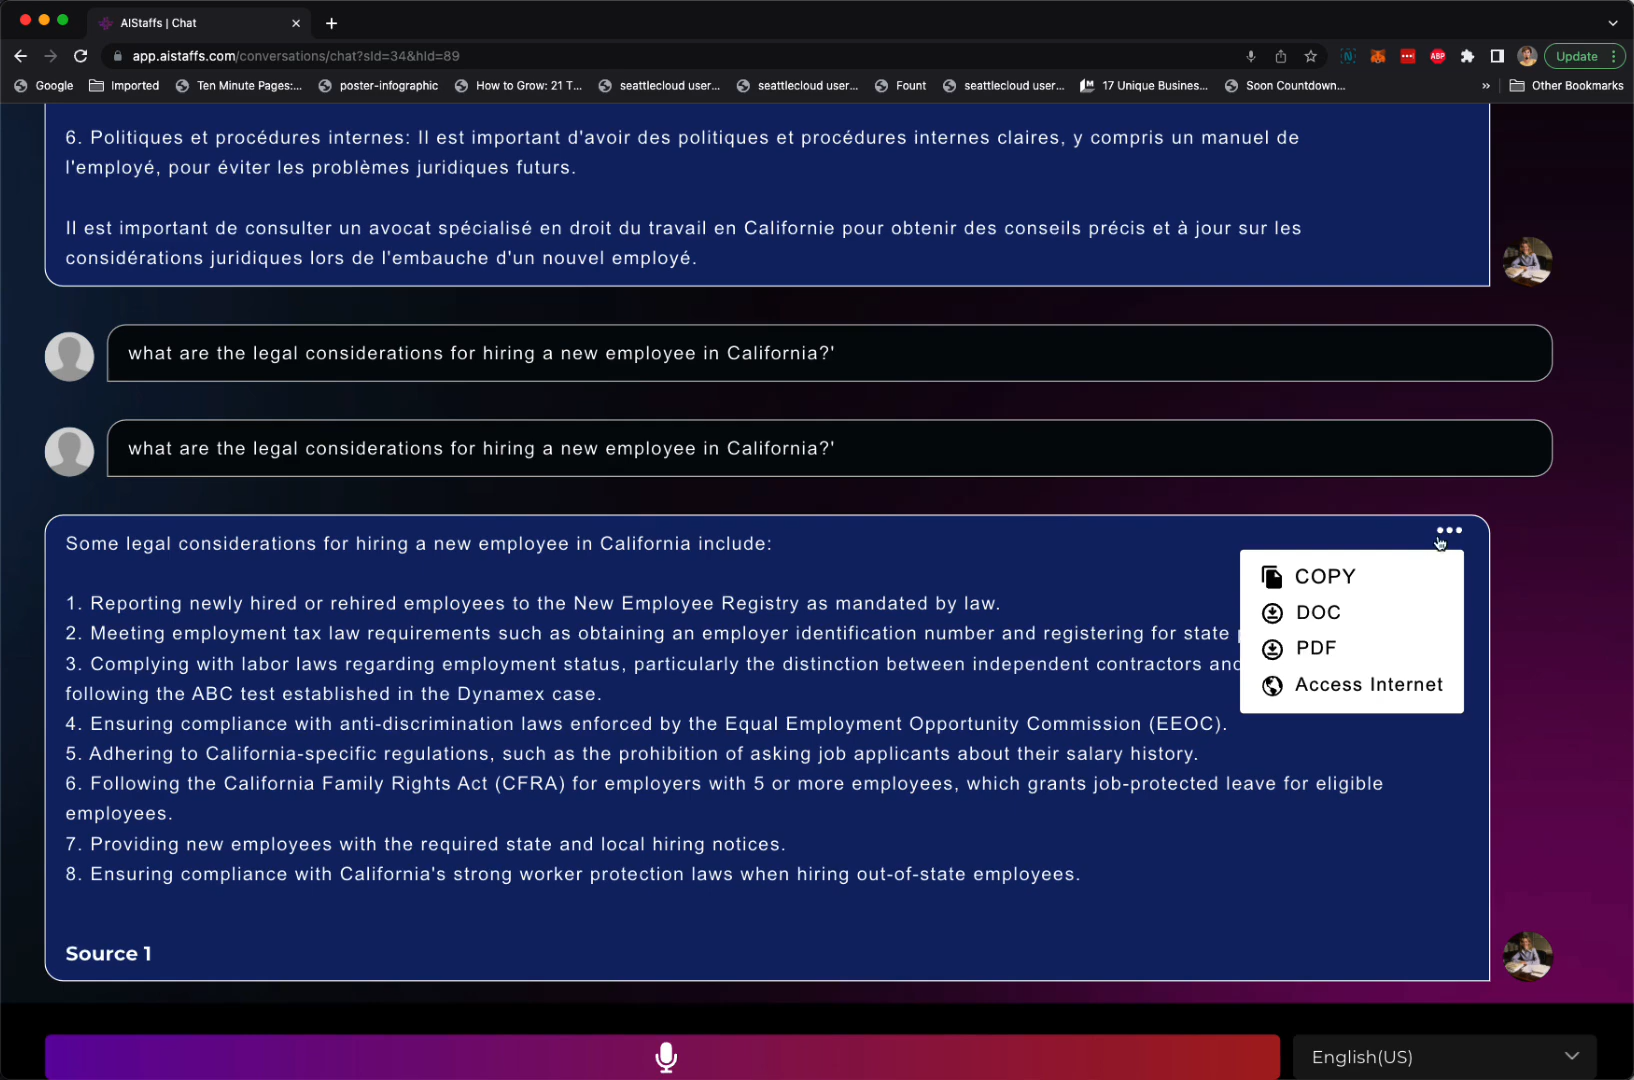 AIStaffs | Chat
app.aistaffs.com/conversations/chat?sId=34&hId=89
Update
Google
Imported
Ten Minute Pages:...
poster-infographic
How to Grow: 21 T...
seattlecloud user...
seattlecloud user...
Fount
seattlecloud user...
17 Unique Busines...
Soon Countdown...
»
Other Bookmarks
6. Politiques et procédures internes: Il est important d'avoir des politiques et procédures internes claires, y compris un manuel de
l'employé, pour éviter les problèmes juridiques futurs.
Il est important de consulter un avocat spécialisé en droit du travail en Californie pour obtenir des conseils précis et à jour sur les
considérations juridiques lors de l'embauche d'un nouvel employé.
what are the legal considerations for hiring a new employee in California?'
what are the legal considerations for hiring a new employee in California?'
Some legal considerations for hiring a new employee in California include:
1. Reporting newly hired or rehired employees to the New Employee Registry as mandated by law.
2. Meeting employment tax law requirements such as obtaining an employer identification number and registering for state
3. Complying with labor laws regarding employment status, particularly the distinction between independent contractors and
following the ABC test established in the Dynamex case.
4. Ensuring compliance with anti-discrimination laws enforced by the Equal Employment Opportunity Commission (EEOC).
5. Adhering to California-specific regulations, such as the prohibition of asking job applicants about their salary history.
6. Following the California Family Rights Act (CFRA) for employers with 5 or more employees, which grants job-protected leave for eligible
employees.
7. Providing new employees with the required state and local hiring notices.
8. Ensuring compliance with California's strong worker protection laws when hiring out-of-state employees.
Source 1
COPY
DOC
PDF
Access Internet
English(US)